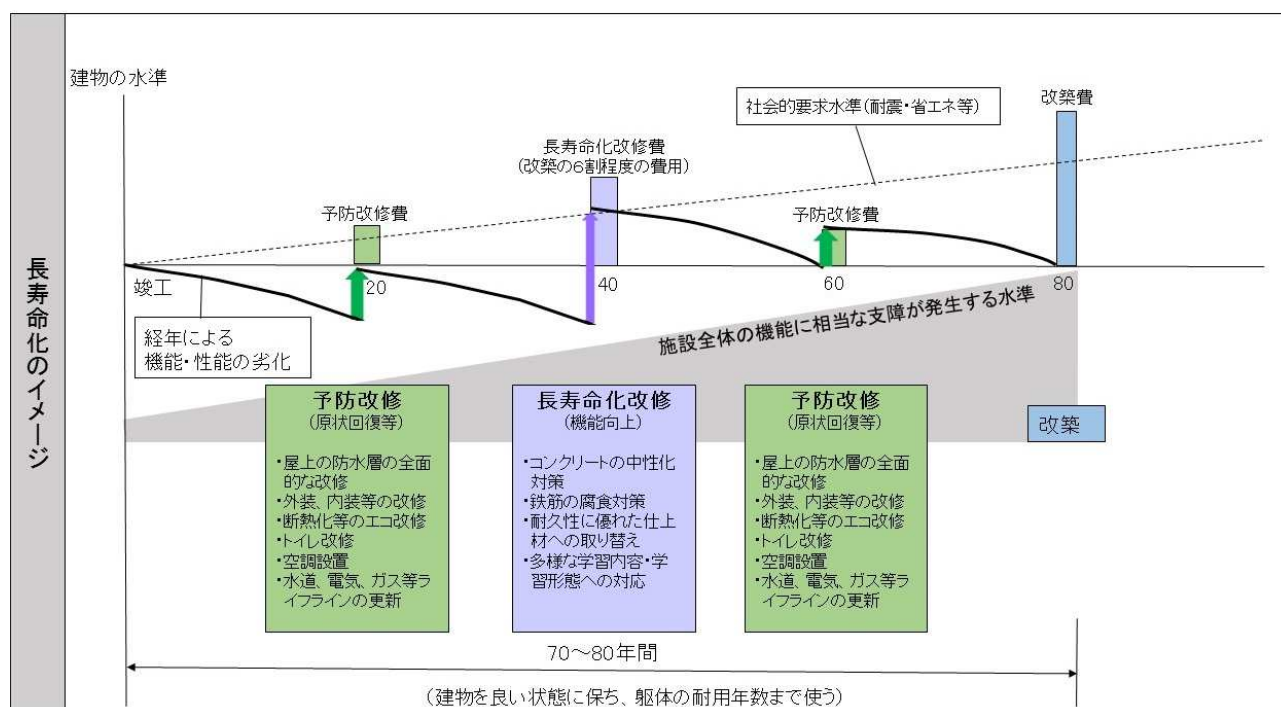 長寿命化のイメージ
建物の水準
社会的要求水準(耐震・省エネ等)
改築費
長寿命化改修費
(改築の6割程度の費用)
予防改修費
予防改修費
竣工
20
40
60
80
経年による
機能・性能の劣化
施設全体の機能に相当な支障が発生する水準
予防改修
(原状回復等)
・屋上の防水層の全面
的な改修
・外装、内装等の改修
・断熱化等のエコ改修
・トイレ改修
・空調設置
・水道、電気、ガス等ラ
イフラインの更新
長寿命化改修
(機能向上)
・コンクリートの中性化
対策
・鉄筋の腐食対策
・耐久性に優れた仕上
材への取り替え
・多様な学習内容・学
習形態への対応
予防改修
(原状回復等)
・屋上の防水層の全面
的な改修
・外装、内装等の改修
・断熱化等のエコ改修
・トイレ改修
・空調設置
・水道、電気、ガス等ラ
イフラインの更新
改築
70～80年間
(建物を良い状態に保ち、躯体の耐用年数まで使う)